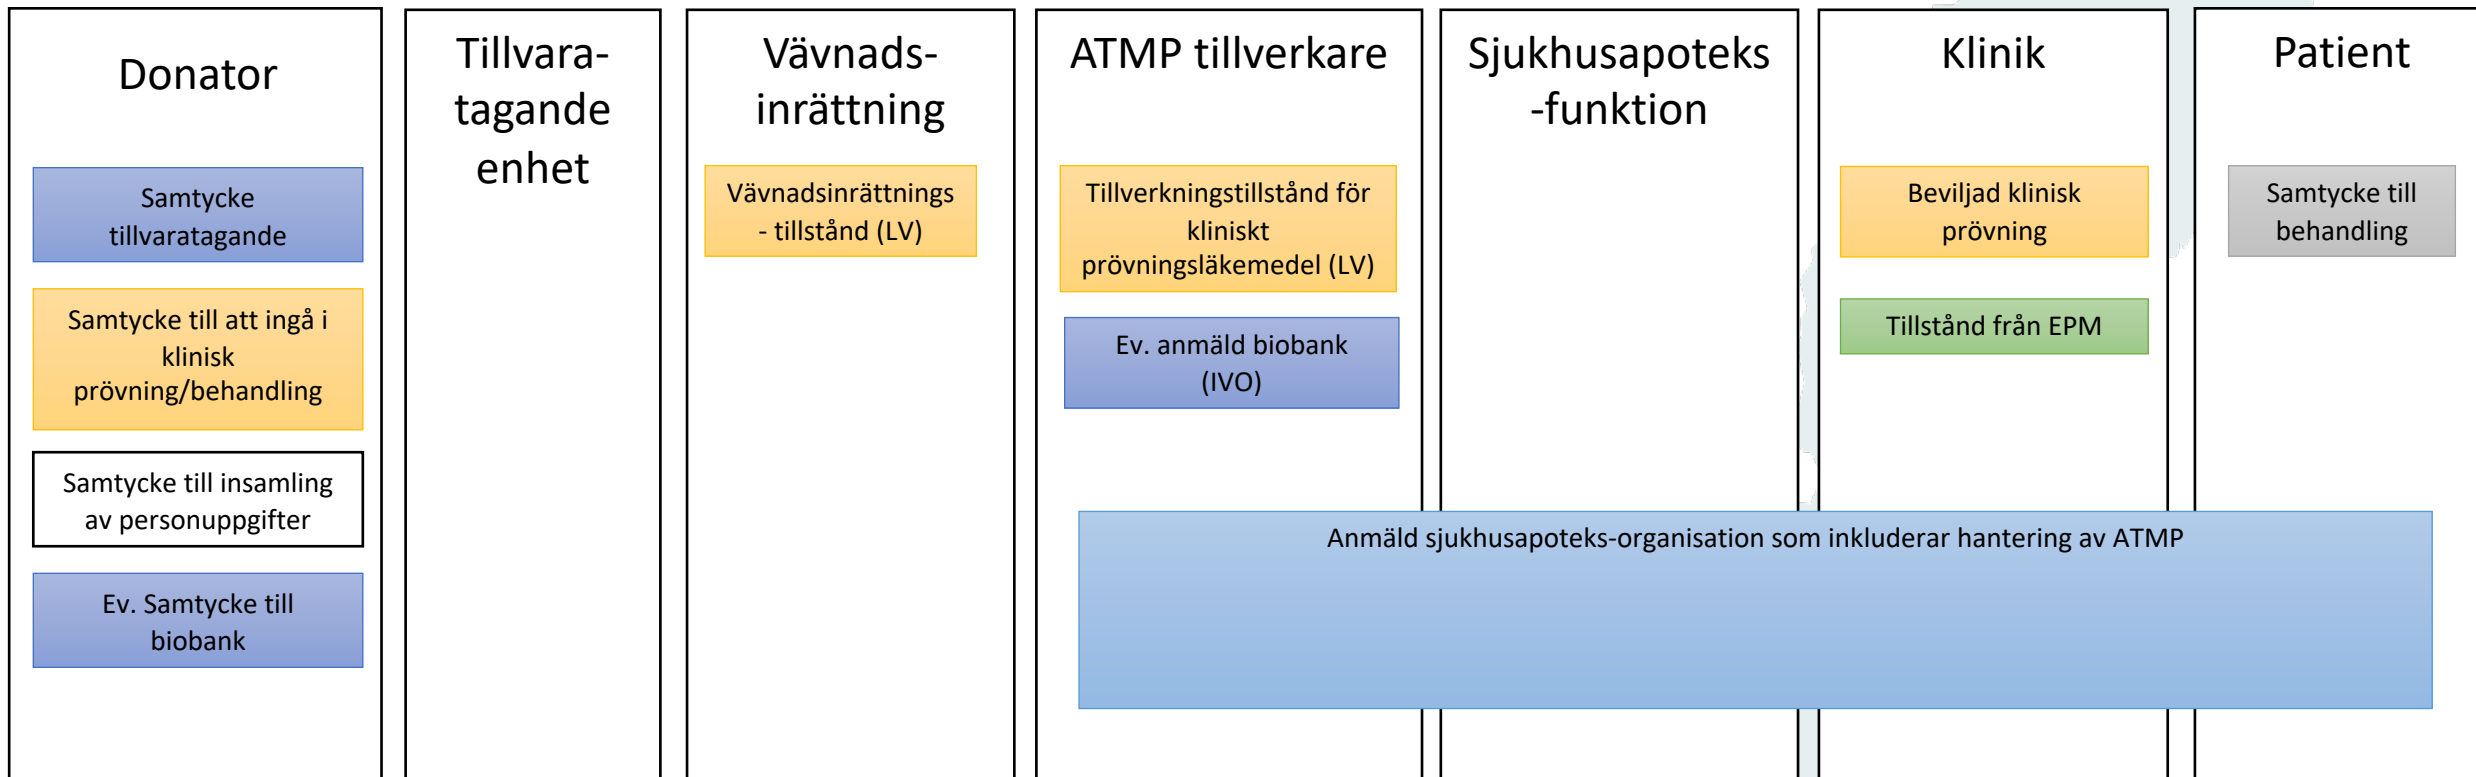 Donator
Samtycke
tillvaratagande
Samtycke till att ingå i
klinisk
prövning/behandling
Samtycke till insamling
av personuppgifter
Ev. Samtycke till
biobank
Tillvara-
tagande
enhet
Vävnads-
inrättning
Vävnadsinrättnings
- tillstånd (LV)
ATMP tillverkare
Tillverkningstillstånd för
kliniskt
prövningsläkemedel (LV)
Ev. anmäld biobank
(IVO)
Sjukhusapoteks
-funktion
Klinik
Beviljad klinisk
prövning
Tillstånd från EPM
Patient
Samtycke till
behandling
Anmäld sjukhusapoteks-organisation som inkluderar hantering av ATMP